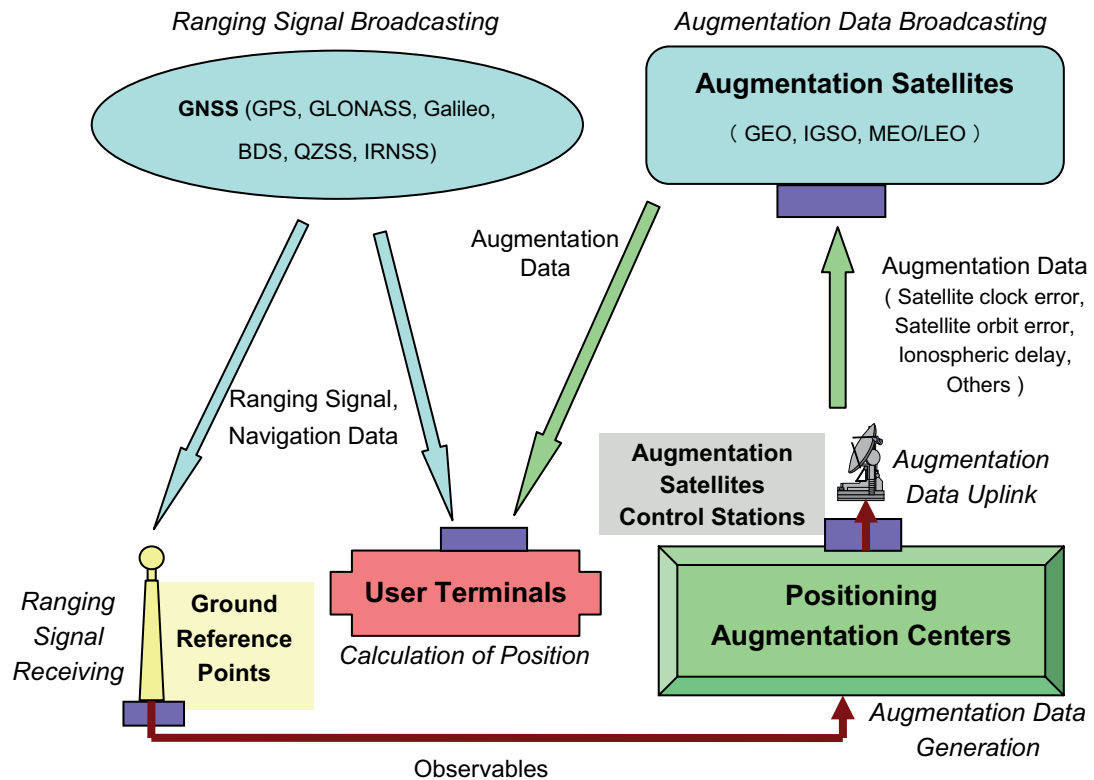 Ranging Signal Broadcasting
Augmentation Data Broadcasting
GNSS (GPS, GLONASS, Galileo,
BDS, QZSS, IRNSS)
Augmentation Satellites
( GEO, IGSO, MEO/LEO )
Augmentation
Data
Augmentation Data
( Satellite clock error,
Satellite orbit error,
Ionospheric delay,
Others )
Ranging Signal,
Navigation Data
Augmentation
Satellites
Control Stations
Augmentation
Data Uplink
Ranging
Signal
Receiving
Ground
Reference
Points
User Terminals
Calculation of Position
Positioning
Augmentation Centers
Augmentation Data
Generation
Observables